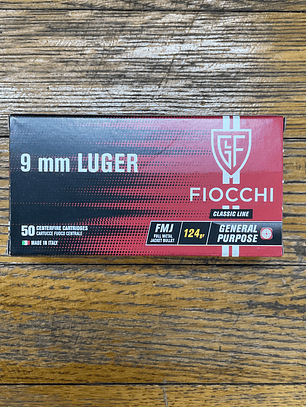 9 mm LUGER
GF
FIOCCHI
CLASSIC LINE
50 CENTERFIRE CARTRIDGES
CARTUCCE FUOCO CENTRALE
MADE IN ITALY
FMJ
FULL METAL
JACKET BULLET
124gr
GENERAL
PURPOSE